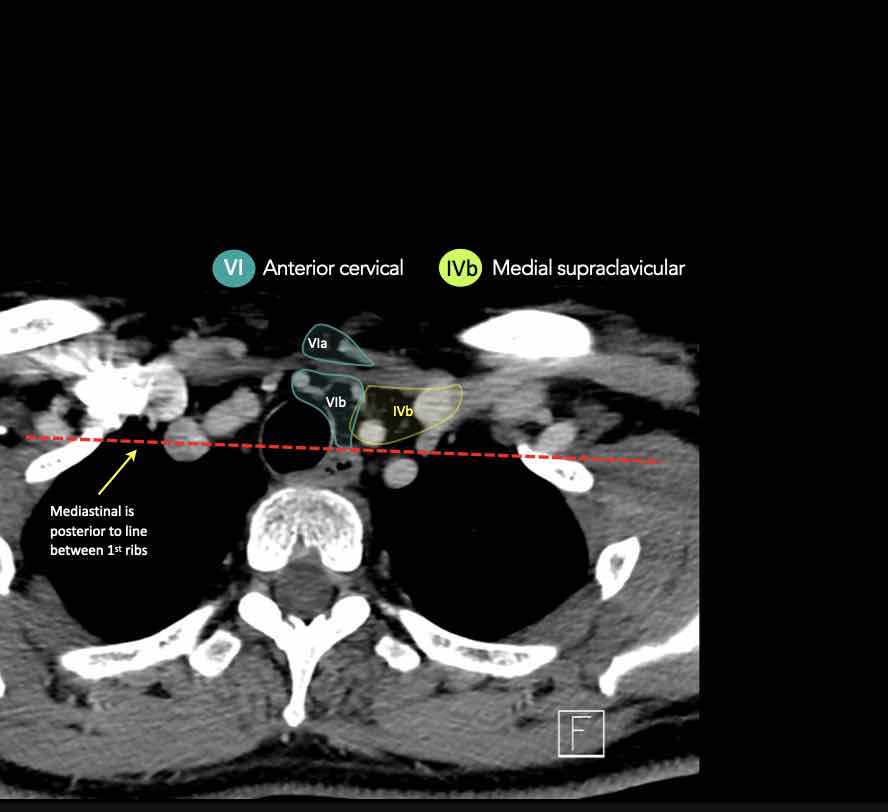 VI Anterior cervical IVb Medial supraclavicular
VIa
VIb
IVb
Mediastinal is
posterior to line
between 1st ribs
F